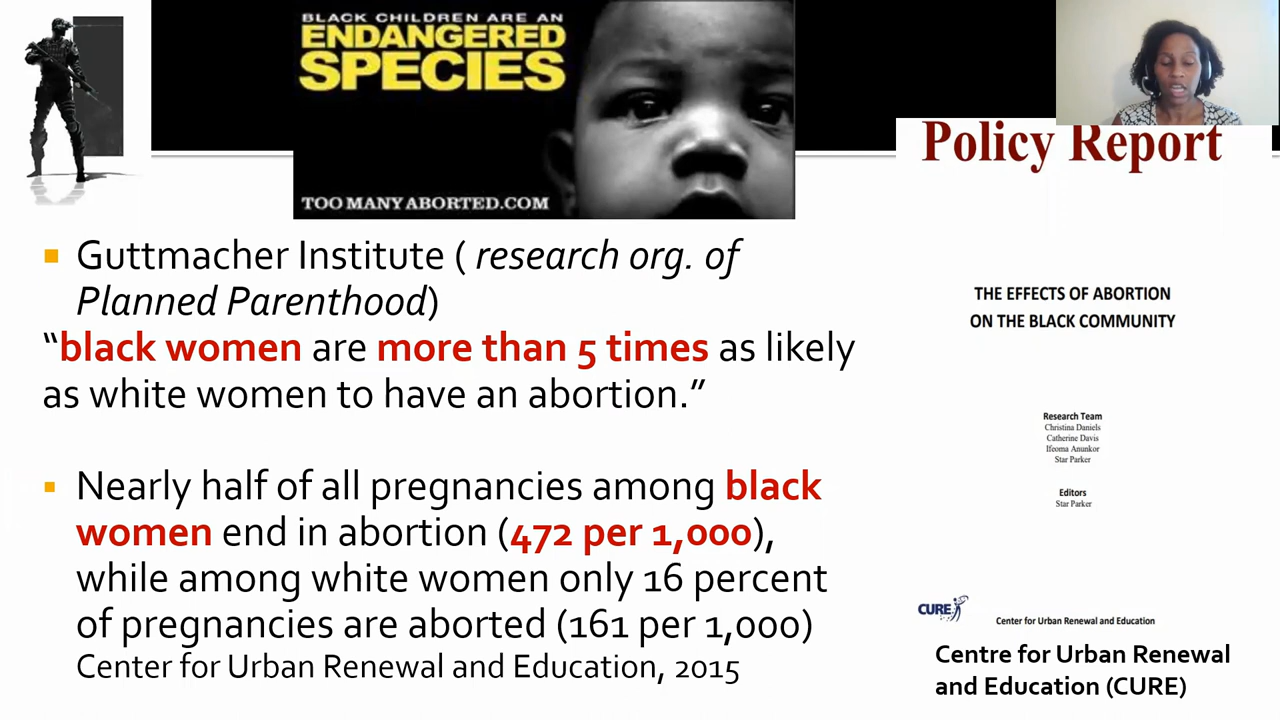 BLACK CHILDREN ARE AN
ENDANGERED
SPECIES
TOO MANY ABORTED.COM
Guttmacher Institute ( research org. of
Planned Parenthood)
“black women are more than 5 times as likely
as white women to have an abortion.”
Nearly half of all pregnancies among black
women end in abortion (472 per 1,000),
while among white women only 16 percent
of pregnancies are aborted (161 per 1,000)
Center for Urban Renewal and Education, 2015
Policy Report
THE EFFECTS OF ABORTION
ON THE BLACK COMMUNITY
Research Team
Christina Daniels
Catherine Davis
Ifeoma Anunkor
Star Parker
Editors
Star Parker
CURE
Center for Urban Renewal and Education
Centre for Urban Renewal
and Education (CURE)